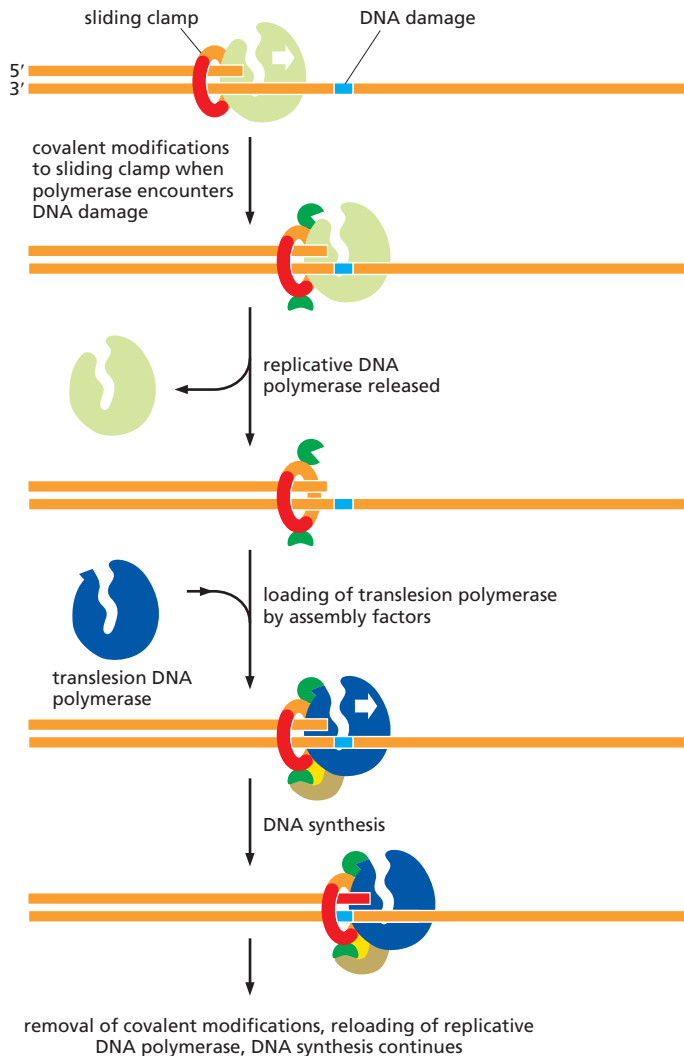 sliding clamp
DNA damage
5′
3′
covalent modifications
to sliding clamp when
polymerase encounters
DNA damage
replicative DNA
polymerase released
loading of translesion polymerase
by assembly factors
translesion DNA
polymerase
DNA synthesis
removal of covalent modifications, reloading of replicative
DNA polymerase, DNA synthesis continues